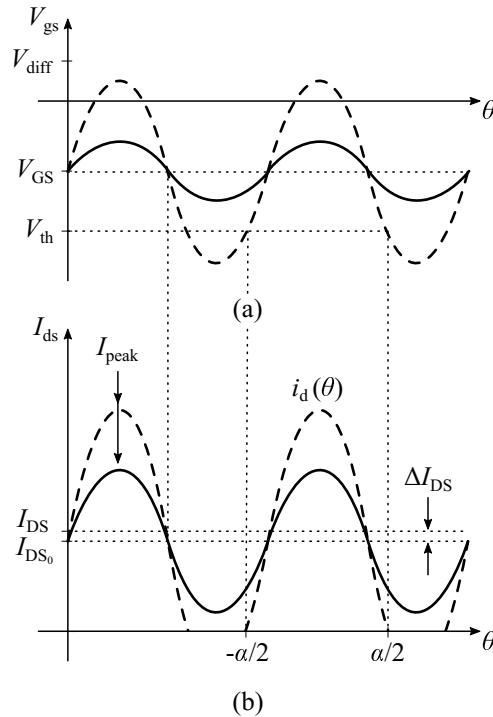 V_gs
V_diff
θ
V_GS
V_th
(a)
I_ds
I_peak
i_d(θ)
ΔI_DS
I_DS
I_DS₀
θ
-α/2
α/2
(b)